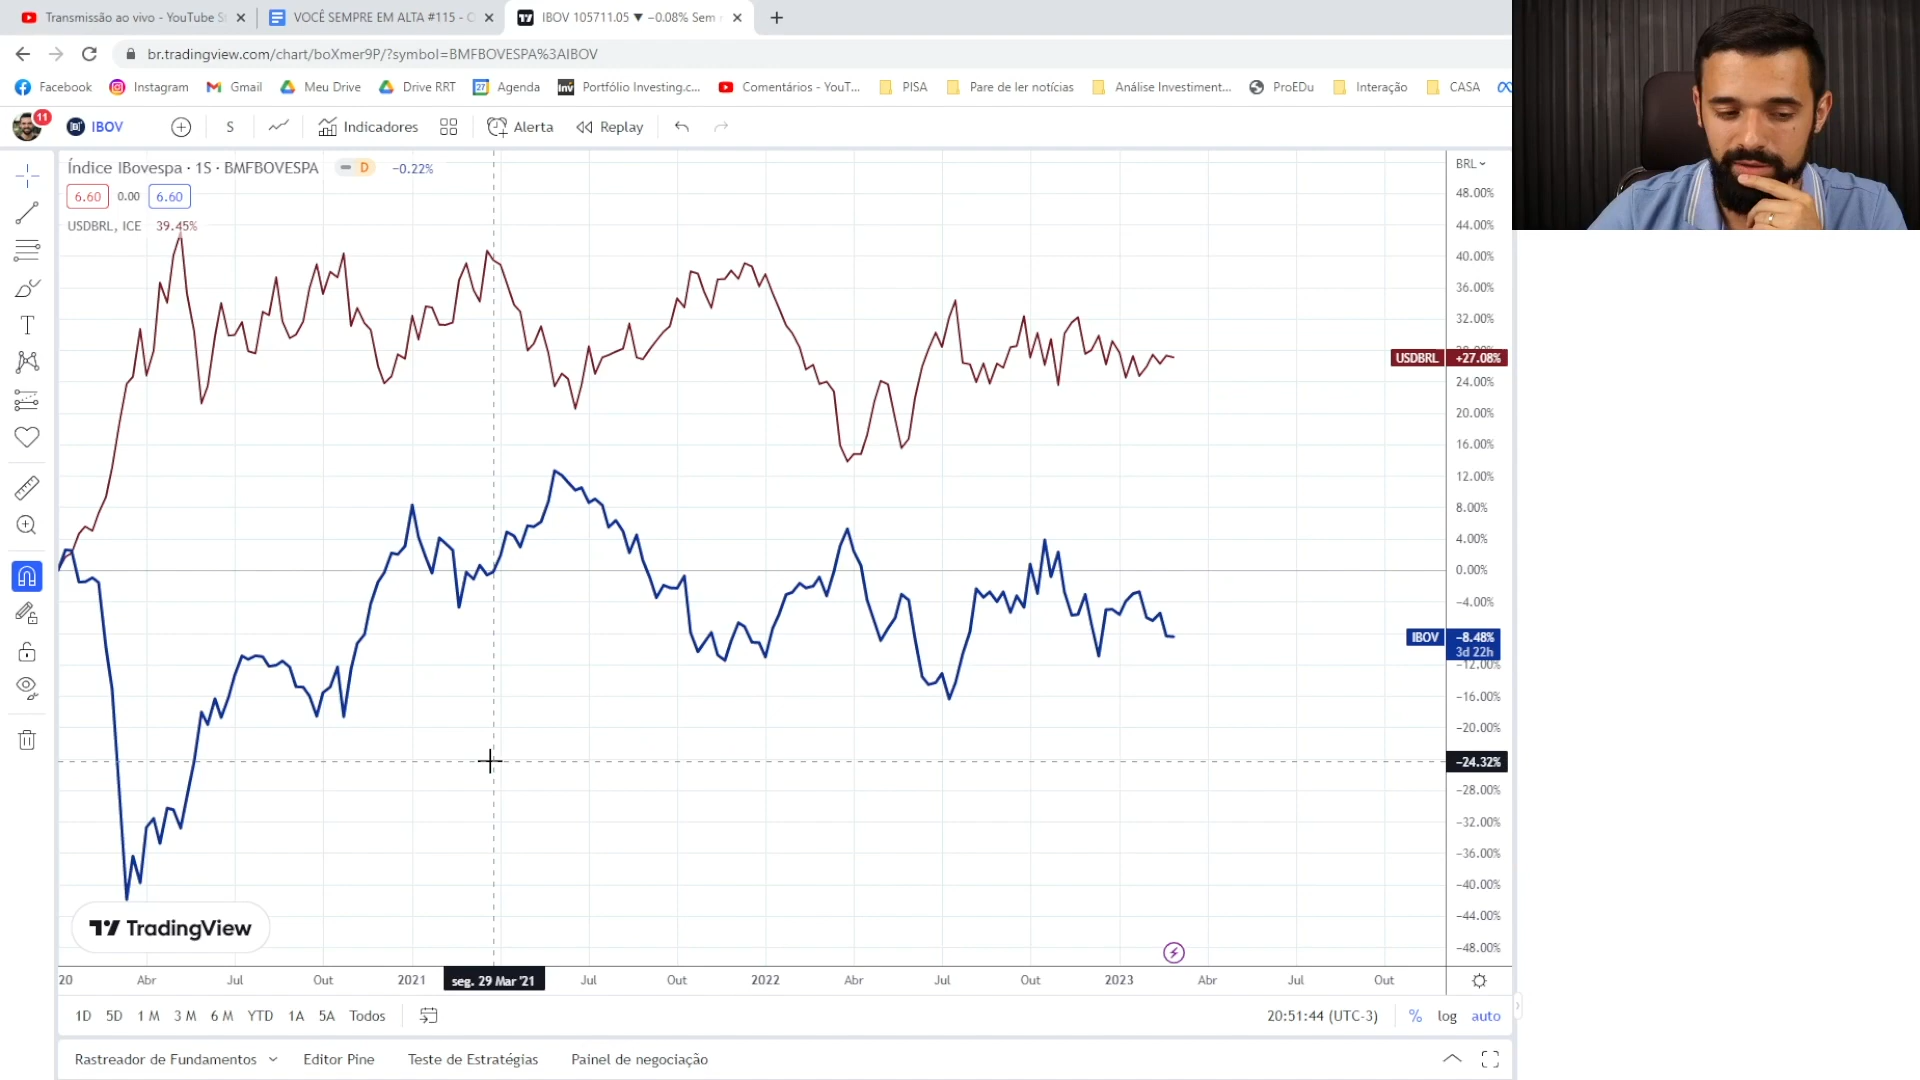 Transmissão ao vivo - YouTube S
VOCÊ SEMPRE EM ALTA #115 - C
IBOV 105711.05 ▼ −0.08% Sem
br.tradingview.com/chart/boXmer9P/?symbol=BMFBOVESPA%3AIBOV
Facebook
Instagram
Gmail
Meu Drive
Drive RRT
Agenda
Portfólio Investing.c...
Comentários - YouT...
PISA
Pare de ler notícias
Análise Investiment...
ProEdu
Interação
CASA
11
IBOV
S
Indicadores
Alerta
Replay
Índice IBovespa · 1S · BMFBOVESPA
D
−0.22%
BRL
6.60
0.00
6.60
USDBRL, ICE 39.45%
48.00%
44.00%
40.00%
36.00%
32.00%
USDBRL +27.08%
24.00%
20.00%
16.00%
12.00%
8.00%
4.00%
0.00%
−4.00%
IBOV −8.48%
3d 22h
−12.00%
−16.00%
−20.00%
−24.32%
−28.00%
−32.00%
−36.00%
−40.00%
−44.00%
−48.00%
TradingView
20
Abr
Jul
Out
2021
seg. 29 Mar '21
Jul
Out
2022
Abr
Jul
Out
2023
Abr
Jul
Out
1D
5D
1 M
3 M
6 M
YTD
1A
5A
Todos
20:51:44 (UTC-3)
%
log
auto
Rastreador de Fundamentos
Editor Pine
Teste de Estratégias
Painel de negociação